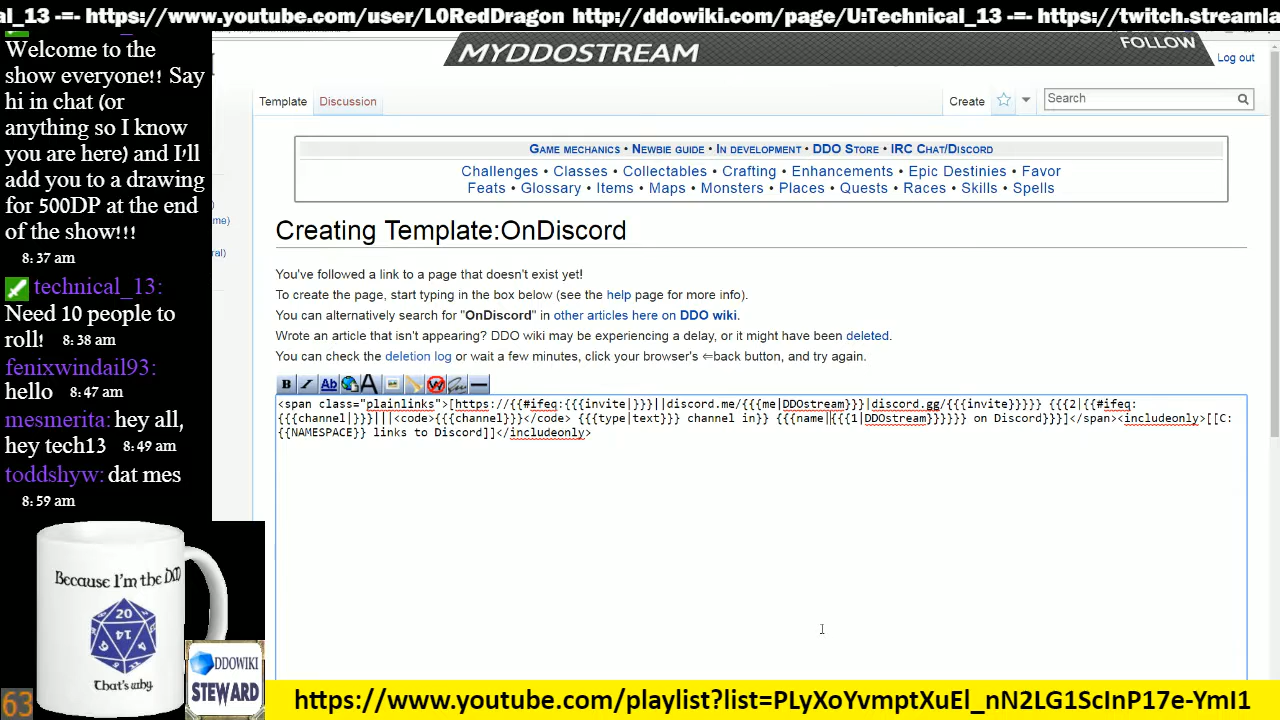 al_13 -=- https://www.youtube.com/user/L0RedDragon http://ddowiki.com/page/U:Technical_13 -=- https://twitch.streamla
Welcome to the
show everyone!! Say
hi in chat (or
anything so I know
you are here) and I'll
add you to a drawing
for 500DP at the end
of the show!!!
8:37 am
technical_13:
Need 10 people to
roll! 8:38 am
fenixwindail93:
hello 8:47 am
mesmerita: hey all,
hey tech13 8:49 am
toddshyw: dat mes
8:59 am
Because I'm the DM
20
14
That's why.
DDOWIKI
STEWARD
63
MYDDOSTREAM
FOLLOW
Log out
Template Discussion Create Search
me)
ral)
Game mechanics • Newbie guide • In development • DDO Store • IRC Chat/Discord
Challenges • Classes • Collectables • Crafting • Enhancements • Epic Destinies • Favor
Feats • Glossary • Items • Maps • Monsters • Places • Quests • Races • Skills • Spells
Creating Template:OnDiscord
You've followed a link to a page that doesn't exist yet!
To create the page, start typing in the box below (see the help page for more info).
You can alternatively search for "OnDiscord" in other articles here on DDO wiki.
Wrote an article that isn't appearing? DDO wiki may be experiencing a delay, or it might have been deleted.
You can check the deletion log or wait a few minutes, click your browser's ⇐back button, and try again.
B I Ab A W
<span class="plainlinks">[https://{{#ifeq:{{{invite|}}}||discord.me/{{{me|DDOstream}}}|discord.gg/{{{invite}}}}} {{{2|{{#ifeq:
{{{channel|}}}|||<code>{{{channel}}}</code> {{{type|text}}} channel in}} {{{name|{{{1|DDOstream}}}}}} on Discord}}}]</span><includeonly>[[C:
{{NAMESPACE}} links to Discord]]</includeonly>
https://www.youtube.com/playlist?list=PLyXoYvmptXuEl_nN2LG1ScInP17e-YmI1